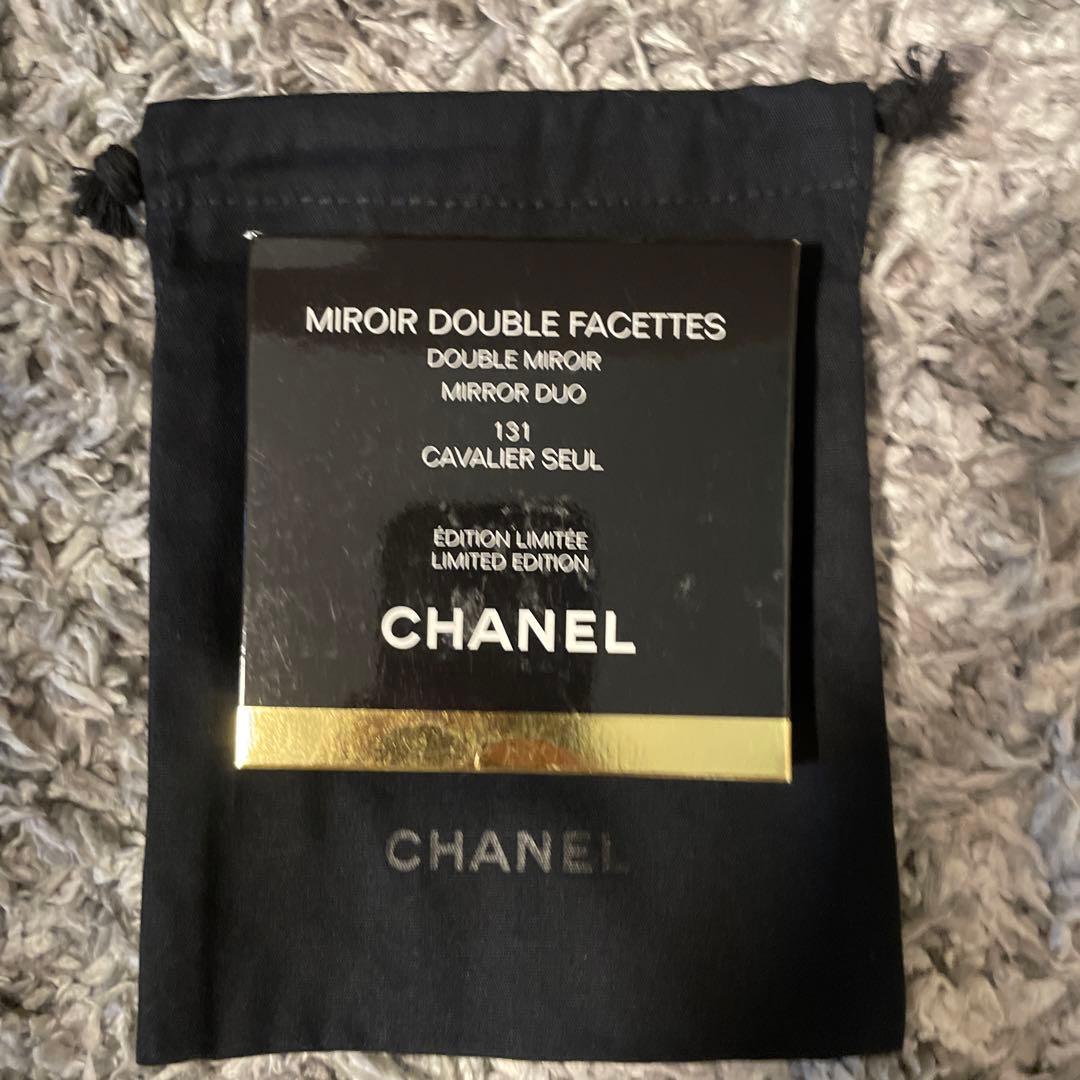 MIROIR DOUBLE FACETTES
DOUBLE MIROIR
MIRROR DUO
131
CAVALIER SEUL
ÉDITION LIMITÉE
LIMITED EDITION
CHANEL
CHANEL